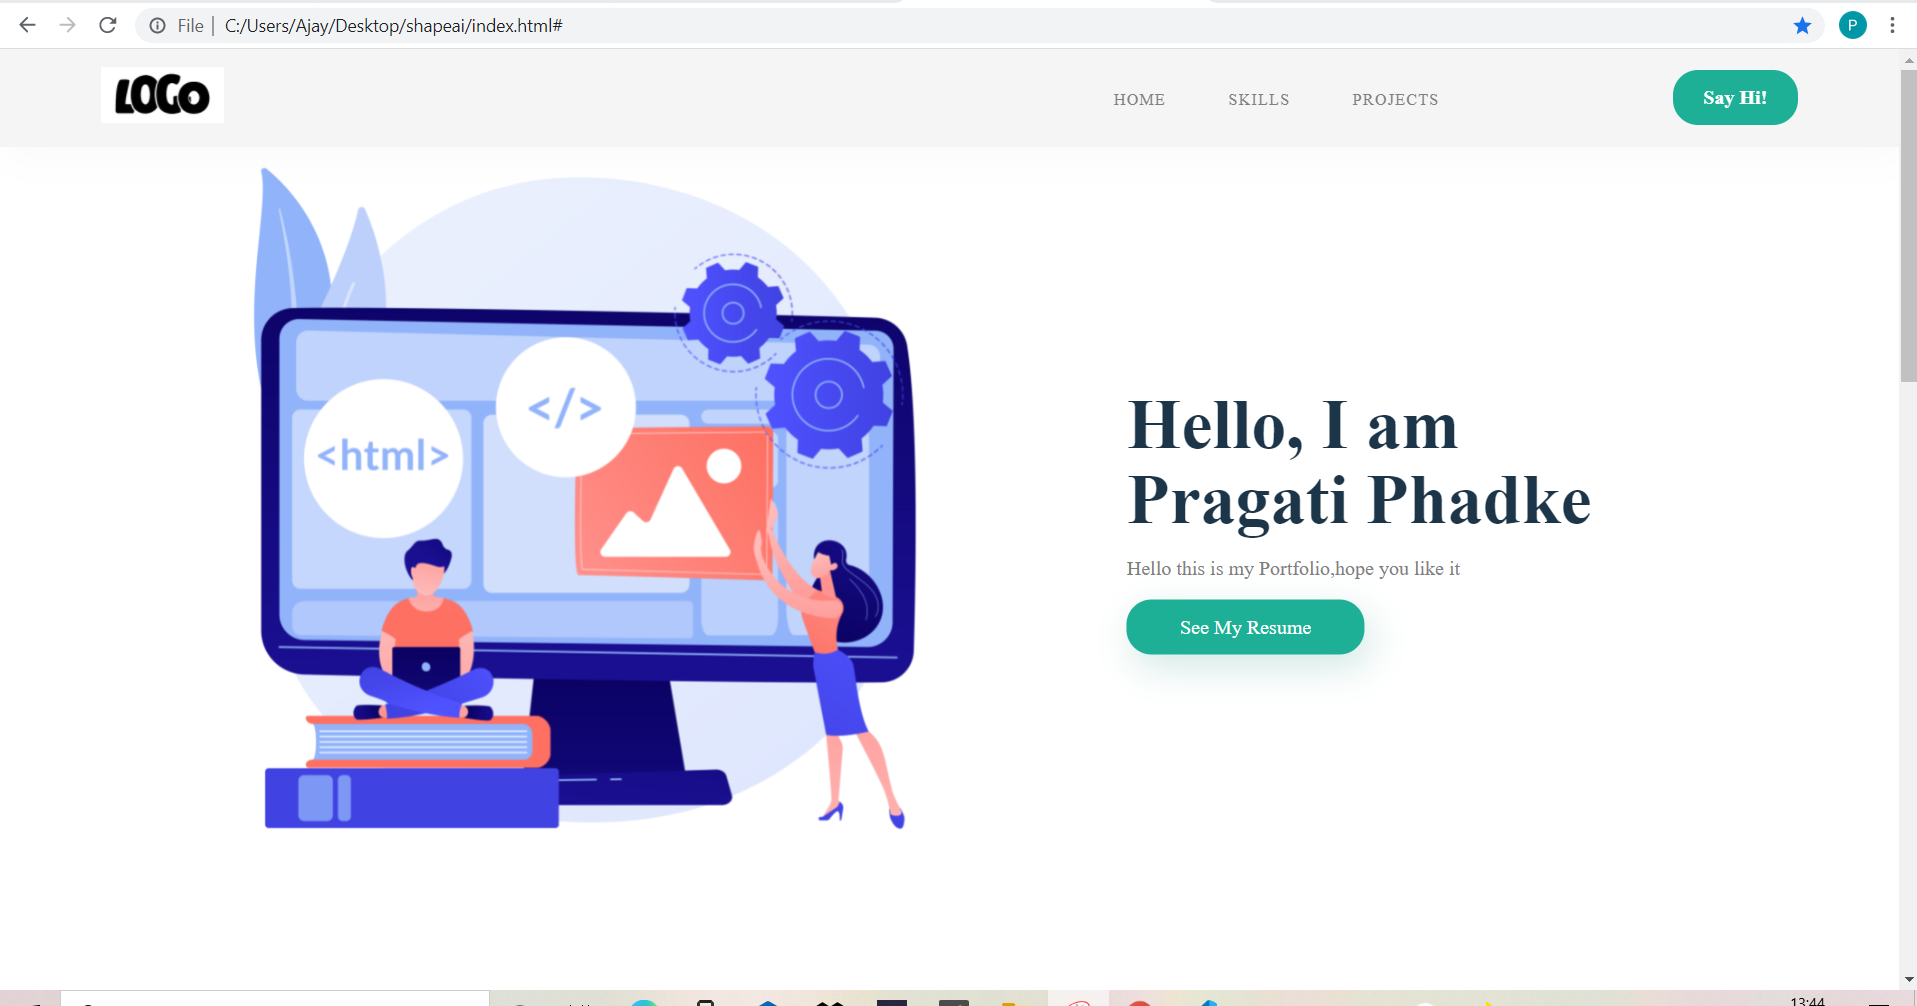 File | C:/Users/Ajay/Desktop/shapeai/index.html#
P
LOGO
HOME SKILLS PROJECTS
Say Hi!
<html>
</>
Hello, I am
Pragati Phadke
Hello this is my Portfolio,hope you like it
See My Resume
13:44